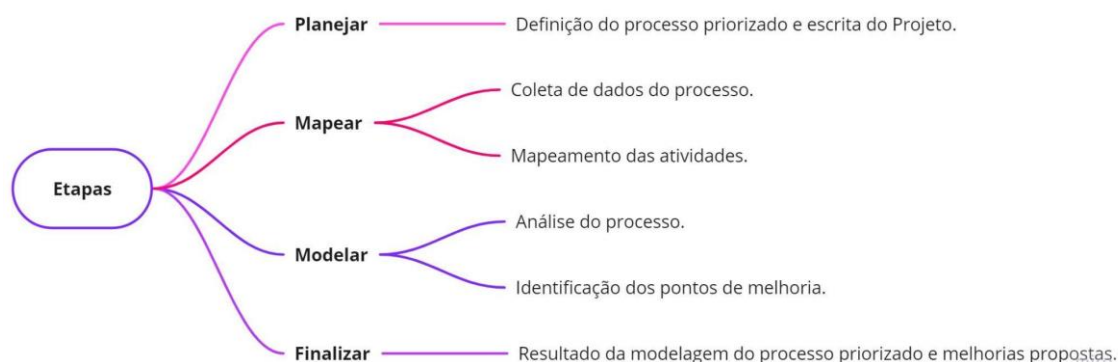 Etapas
Planejar
Definição do processo priorizado e escrita do Projeto.
Mapear
Coleta de dados do processo.
Mapeamento das atividades.
Modelar
Análise do processo.
Identificação dos pontos de melhoria.
Finalizar
Resultado da modelagem do processo priorizado e melhorias propostas.